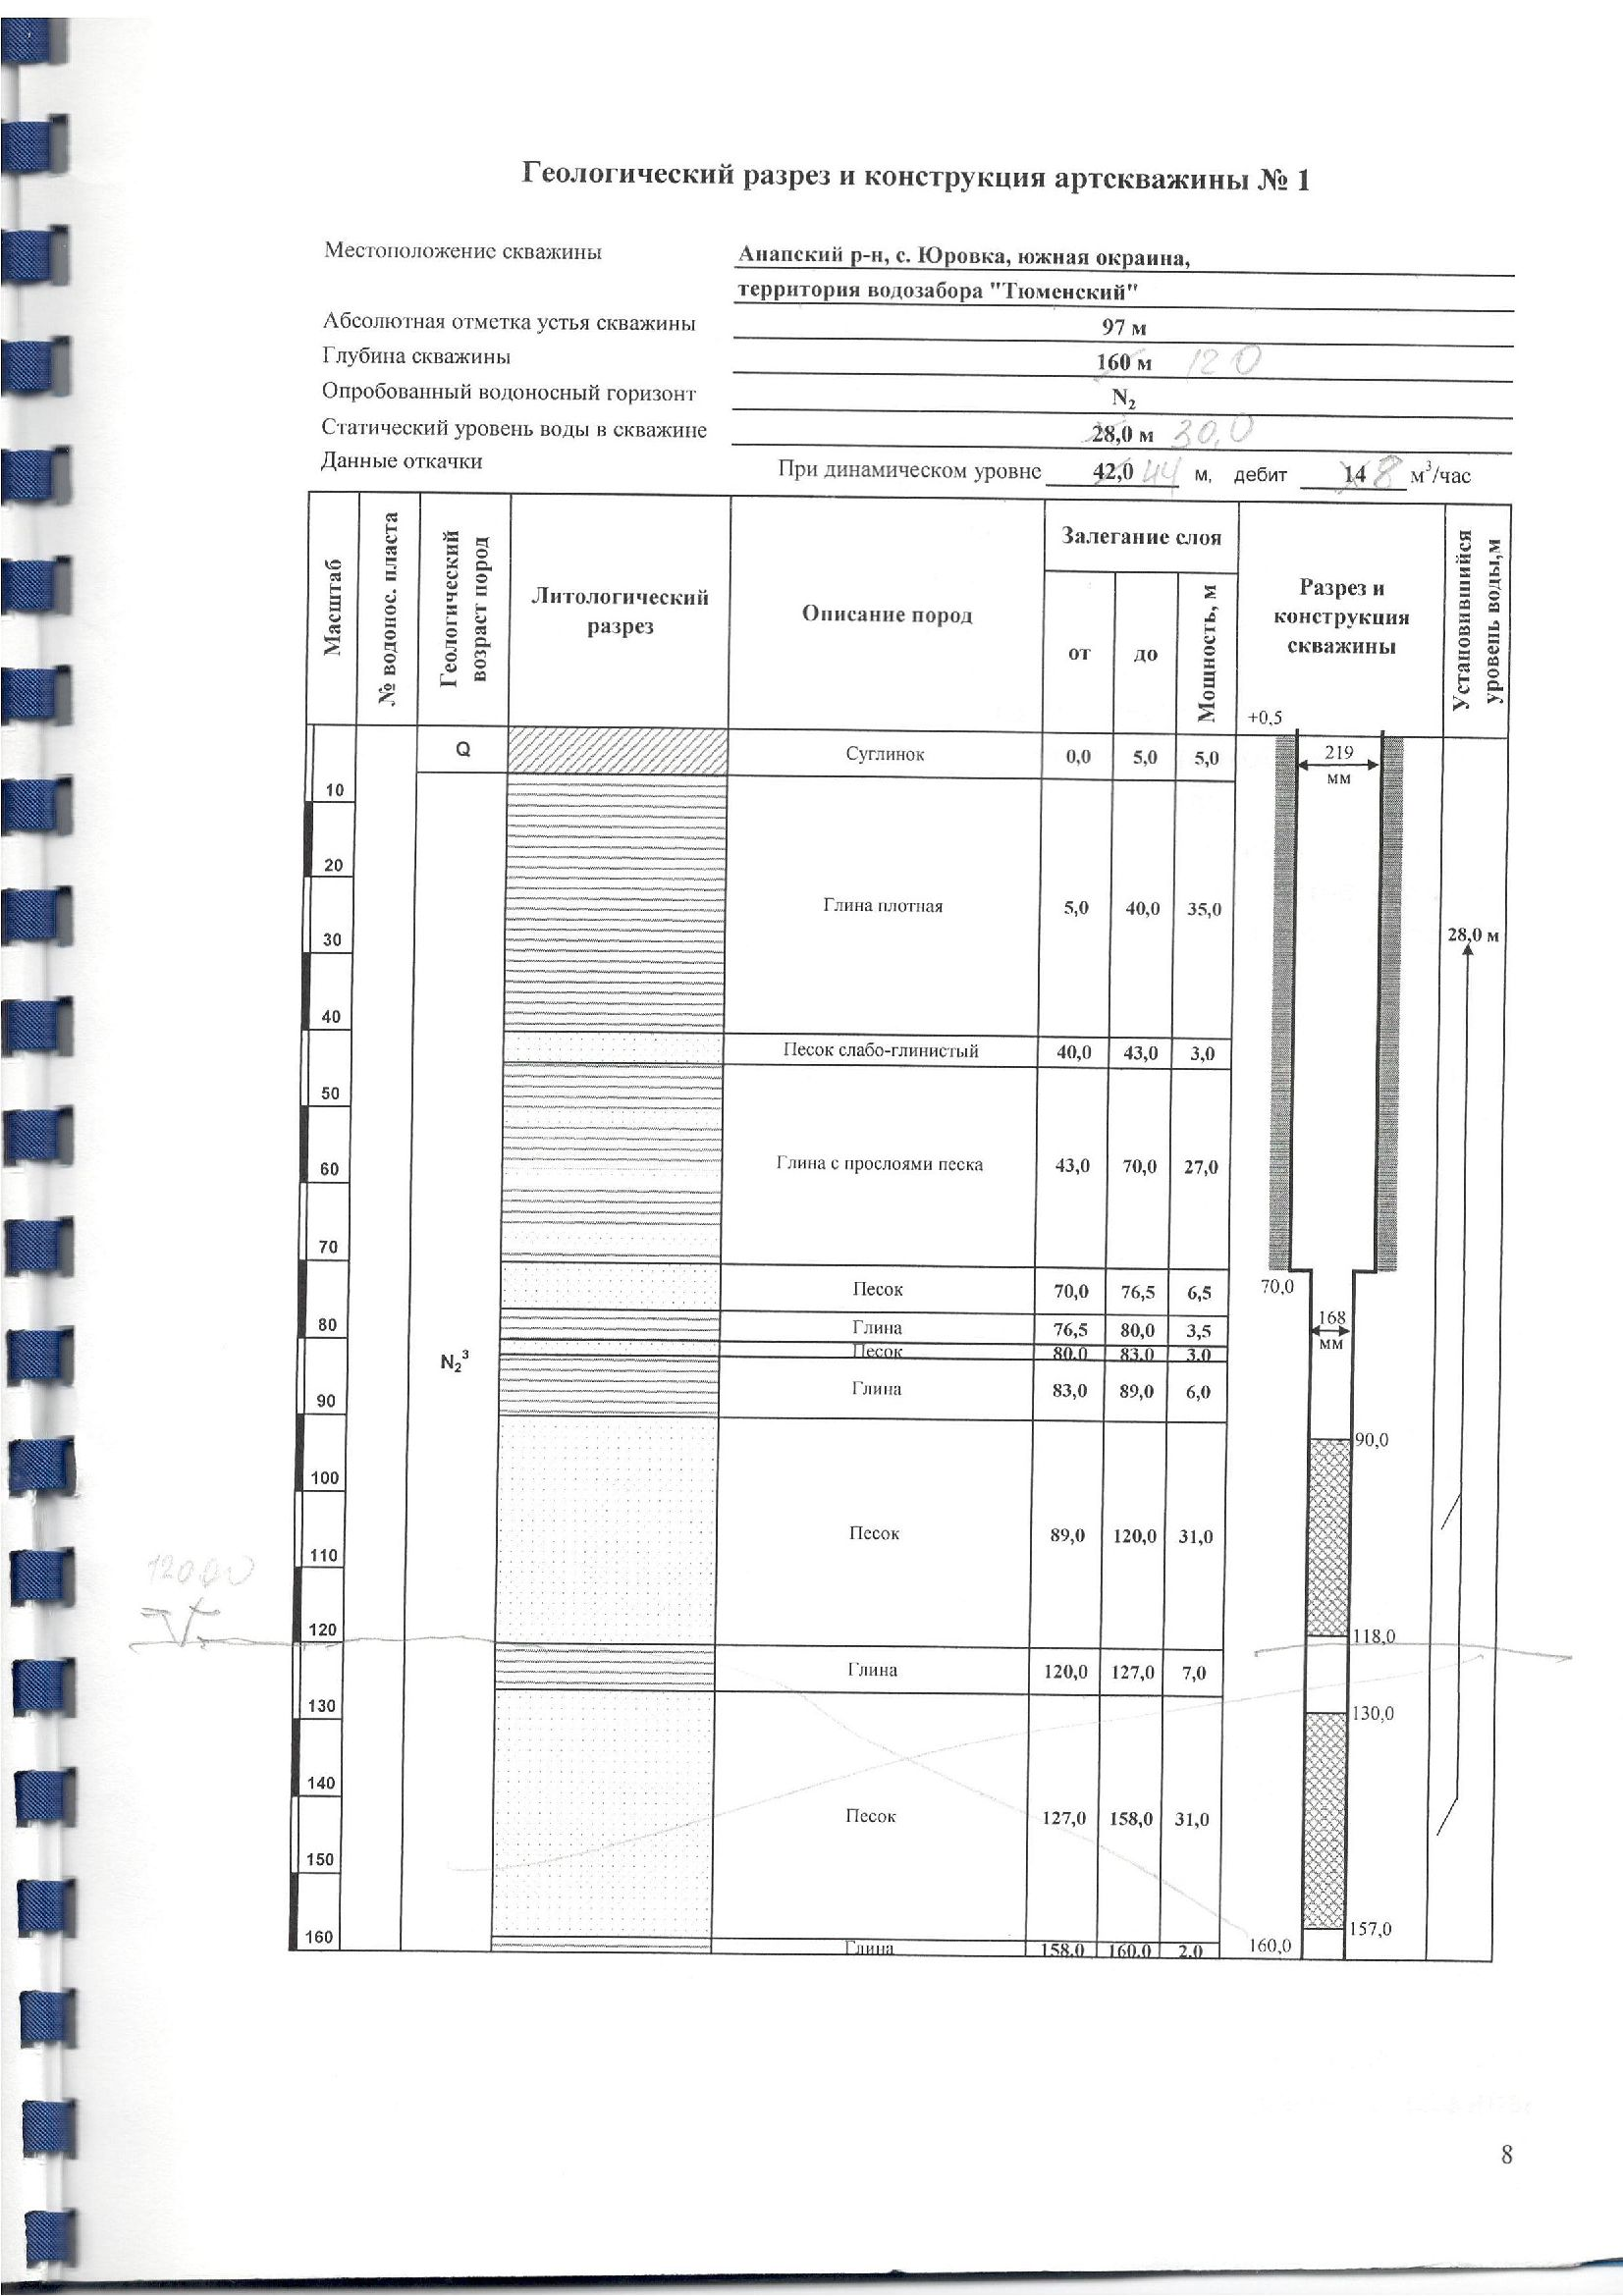 Геологический разрез и конструкция артскважины № 1
Местоположение скважины Анапский р-н, с. Юровка, южная окраина,
территория водозабора "Тюменский"
Абсолютная отметка устья скважины 97 м
Глубина скважины 160 м 120
Опробованный водоносный горизонт N₂
Статический уровень воды в скважине 28,0 м 30,0
Данные откачки При динамическом уровне 42,0 44 м, дебит 14 8 м³/час
Масштаб
№ водонос. пласта
Геологический возраст пород
Литологический разрез
Описание пород
Залегание слоя
от
до
Мощность, м
Разрез и конструкция скважины
Установившийся уровень воды,м
+0,5
Q Суглинок 0,0 5,0 5,0
219
мм
10
20
Глина плотная 5,0 40,0 35,0
30
28,0 м
40
Песок слабо-глинистый 40,0 43,0 3,0
50
60
Глина с прослоями песка 43,0 70,0 27,0
70
70,0
Песок 70,0 76,5 6,5
80
Глина 76,5 80,0 3,5
168
мм
Песок 80,0 83,0 3,0
N₂³
Глина 83,0 89,0 6,0
90
90,0
100
Песок 89,0 120,0 31,0
110
120
118,0
Глина 120,0 127,0 7,0
130
130,0
140
Песок 127,0 158,0 31,0
150
157,0
160
Глина 158,0 160,0 2,0
160,0
8